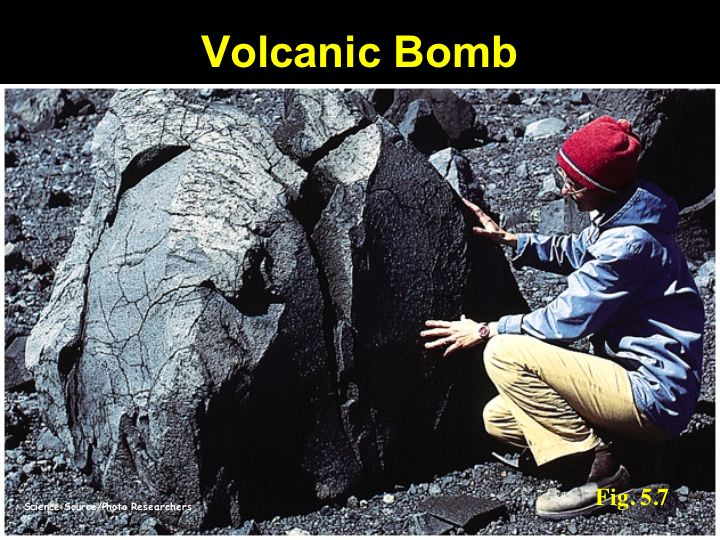 Volcanic Bomb
Science Source/Photo Researchers
Fig. 5.7